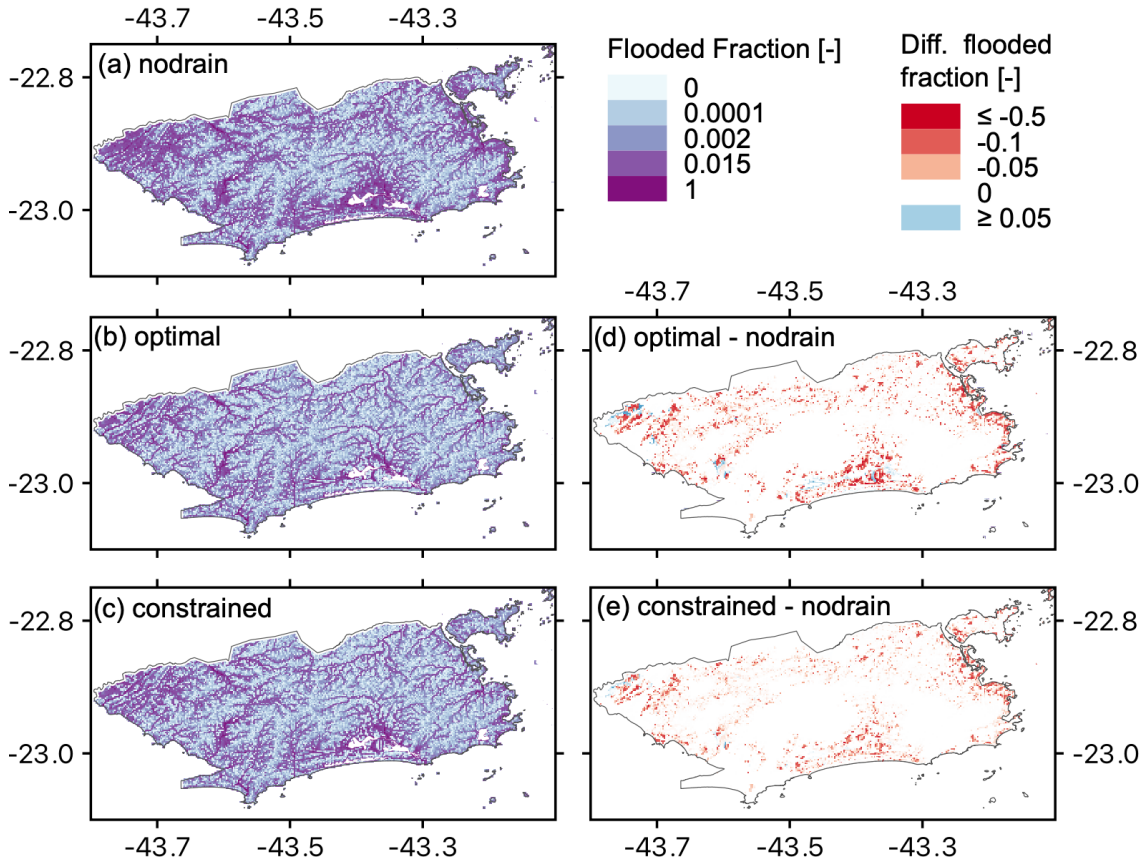 -43.7 -43.5 -43.3
Flooded Fraction [-]
0
0.0001
0.002
0.015
1
Diff. flooded
fraction [-]
≤ -0.5
-0.1
-0.05
0
≥ 0.05
(a) nodrain
-22.8
-23.0
-43.7 -43.5 -43.3
(b) optimal
-22.8
-23.0
(d) optimal - nodrain
-22.8
-23.0
(c) constrained
-22.8
-23.0
(e) constrained - nodrain
-22.8
-23.0
-43.7 -43.5 -43.3
-43.7 -43.5 -43.3